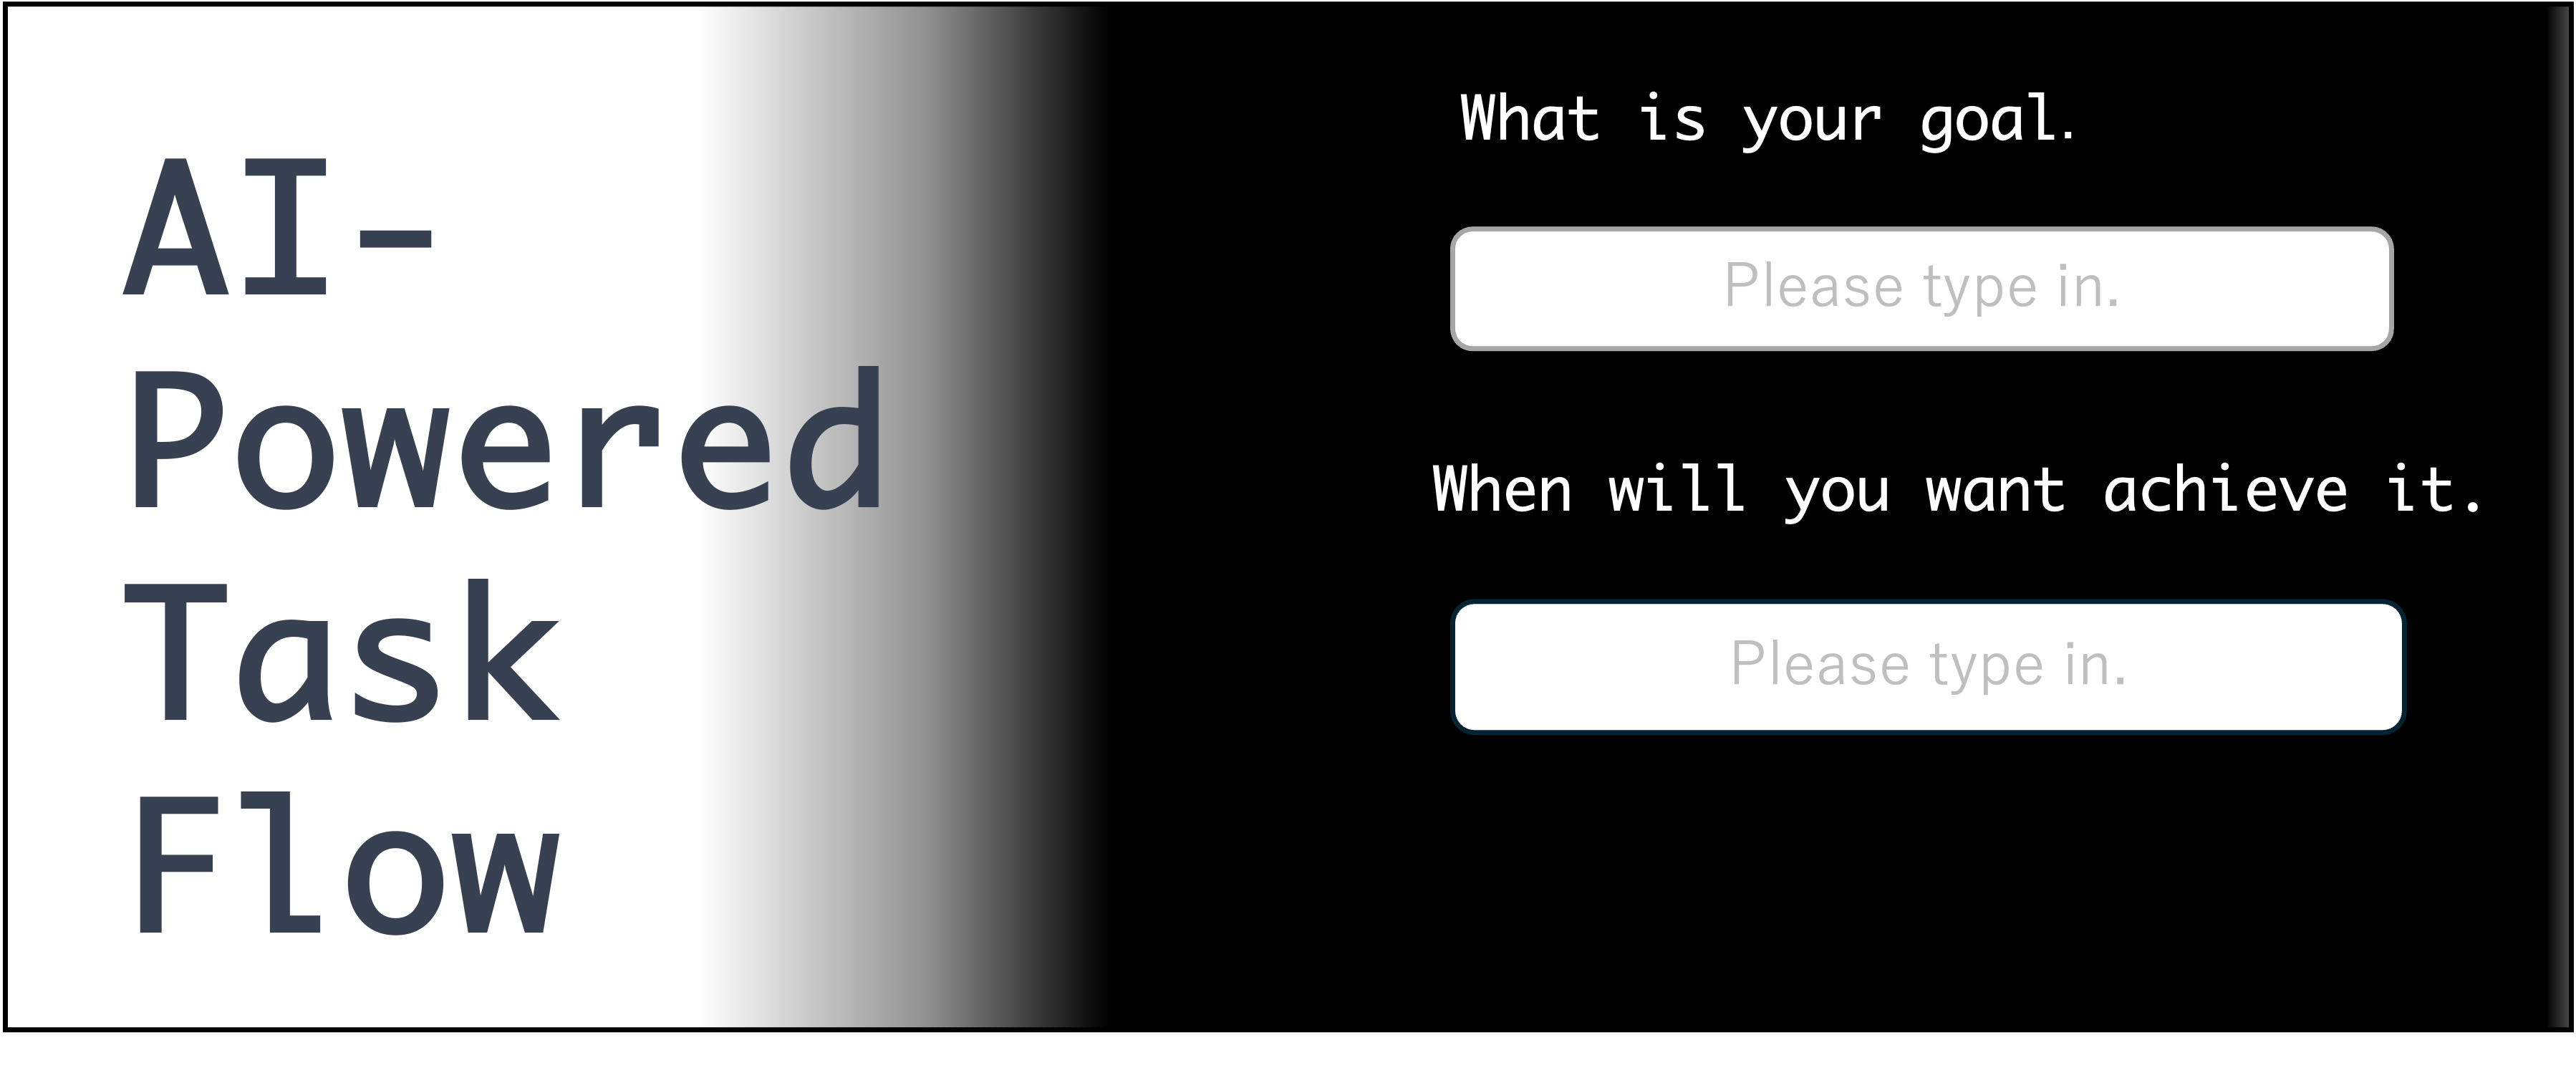 AI-
Powered
Task
Flow
What is your goal.
Please type in.
When will you want achieve it.
Please type in.